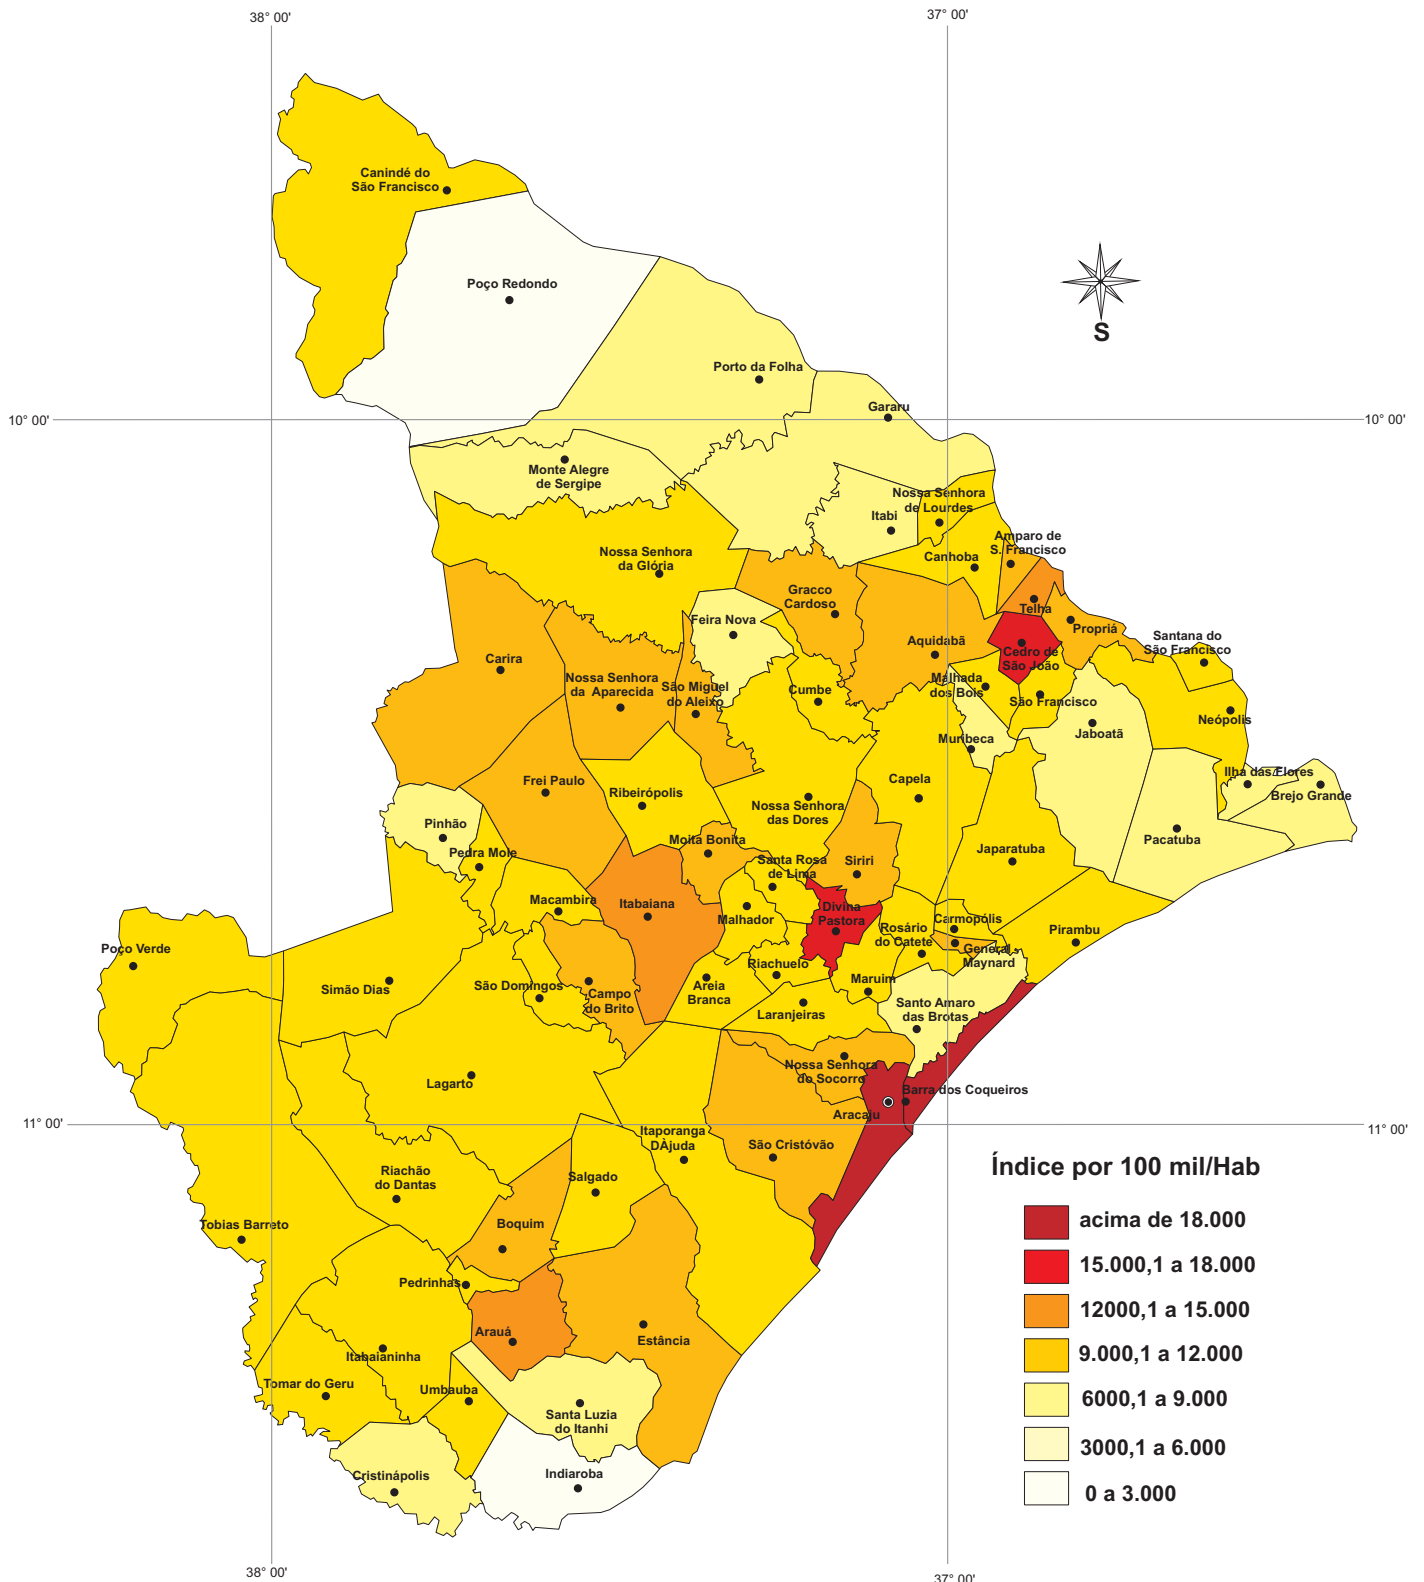 38° 00'
37° 00'
Canindé do
São Francisco
Poço Redondo
S
Porto da Folha
Gararu
10° 00'
10° 00'
Monte Alegre
de Sergipe
Nossa Senhora
de Lourdes
Itabi
Amparo de
S. Francisco
Canhoba
Nossa Senhora
da Glória
Gracco
Cardoso
Telha
Feira Nova
Propriá
Santana do
São Francisco
Aquidabã
Cedro de
São João
Carira
Nossa Senhora
da Aparecida
São Miguel
do Aleixo
Cumbe
Malhada
dos Bois
São Francisco
Neópolis
Jaboatã
Muribeca
Frei Paulo
Ribeirópolis
Capela
Nossa Senhora
das Dores
Ilha das Flores
Brejo Grande
Pinhão
Pedra Mole
Moita Bonita
Santa Rosa
de Lima
Siriri
Japaratuba
Pacatuba
Macambira
Itabaiana
Malhador
Divina
Pastora
Rosário
do Catete
Carmopólis
General
Maynard
Pirambu
Poço Verde
Simão Dias
São Domingos
Campo
do Brito
Areia
Branca
Riachuelo
Maruim
Laranjeiras
Santo Amaro
das Brotas
Lagarto
Nossa Senhora
do Socorro
Barra dos Coqueiros
Aracaju
11° 00'
11° 00'
Itaporanga
DÀjuda
São Cristóvão
Riachão
do Dantas
Salgado
Tobias Barreto
Boquim
Pedrinhas
Arauá
Estância
Itabaianinha
Tomar do Geru
Umbauba
Santa Luzia
do Itanhi
Cristinápolis
Indiaroba
Índice por 100 mil/Hab
acima de 18.000
15.000,1 a 18.000
12000,1 a 15.000
9.000,1 a 12.000
6000,1 a 9.000
3000,1 a 6.000
0 a 3.000
38° 00'
37° 00'